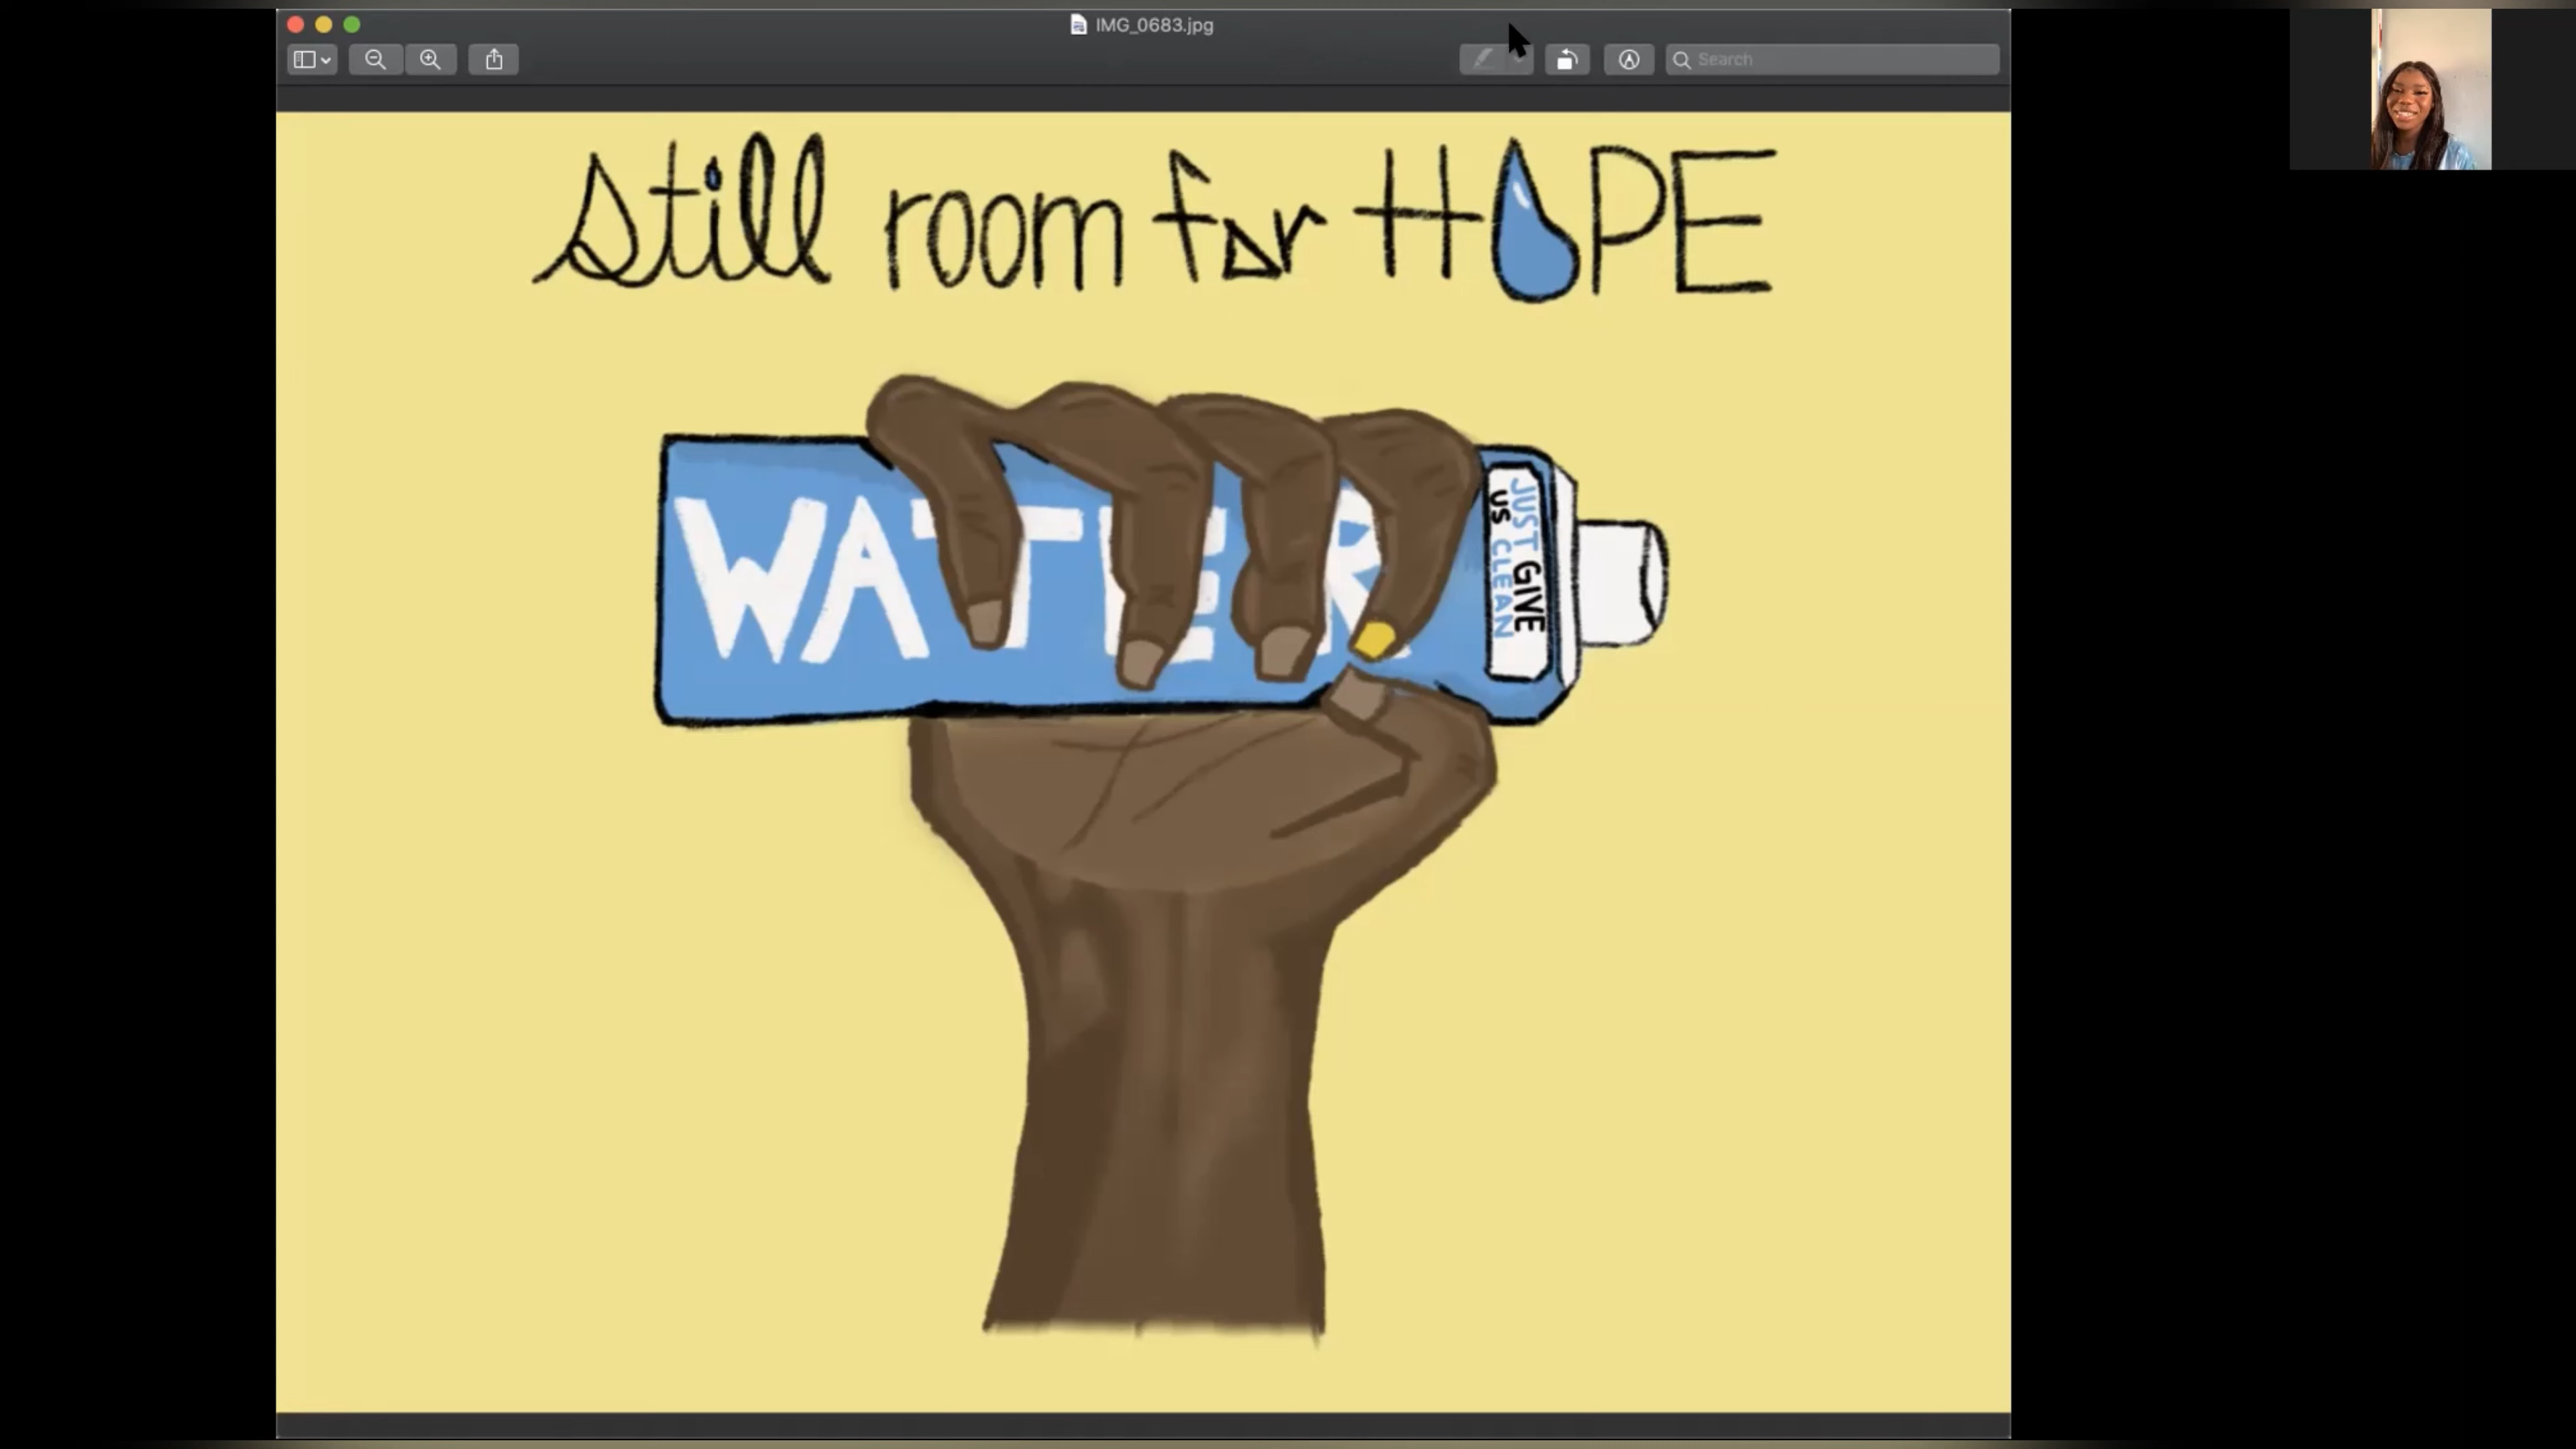 IMG_0683.jpg
Search
still room for HOPE
WATER
JUST GIVE
US CLEAN